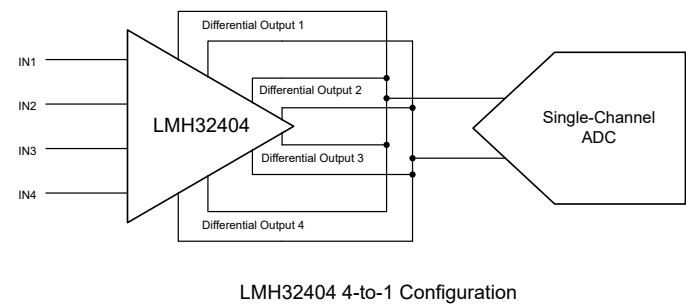 Differential Output 1
IN1
Differential Output 2
IN2
LMH32404
Single-Channel
ADC
IN3
Differential Output 3
IN4
Differential Output 4
LMH32404 4-to-1 Configuration